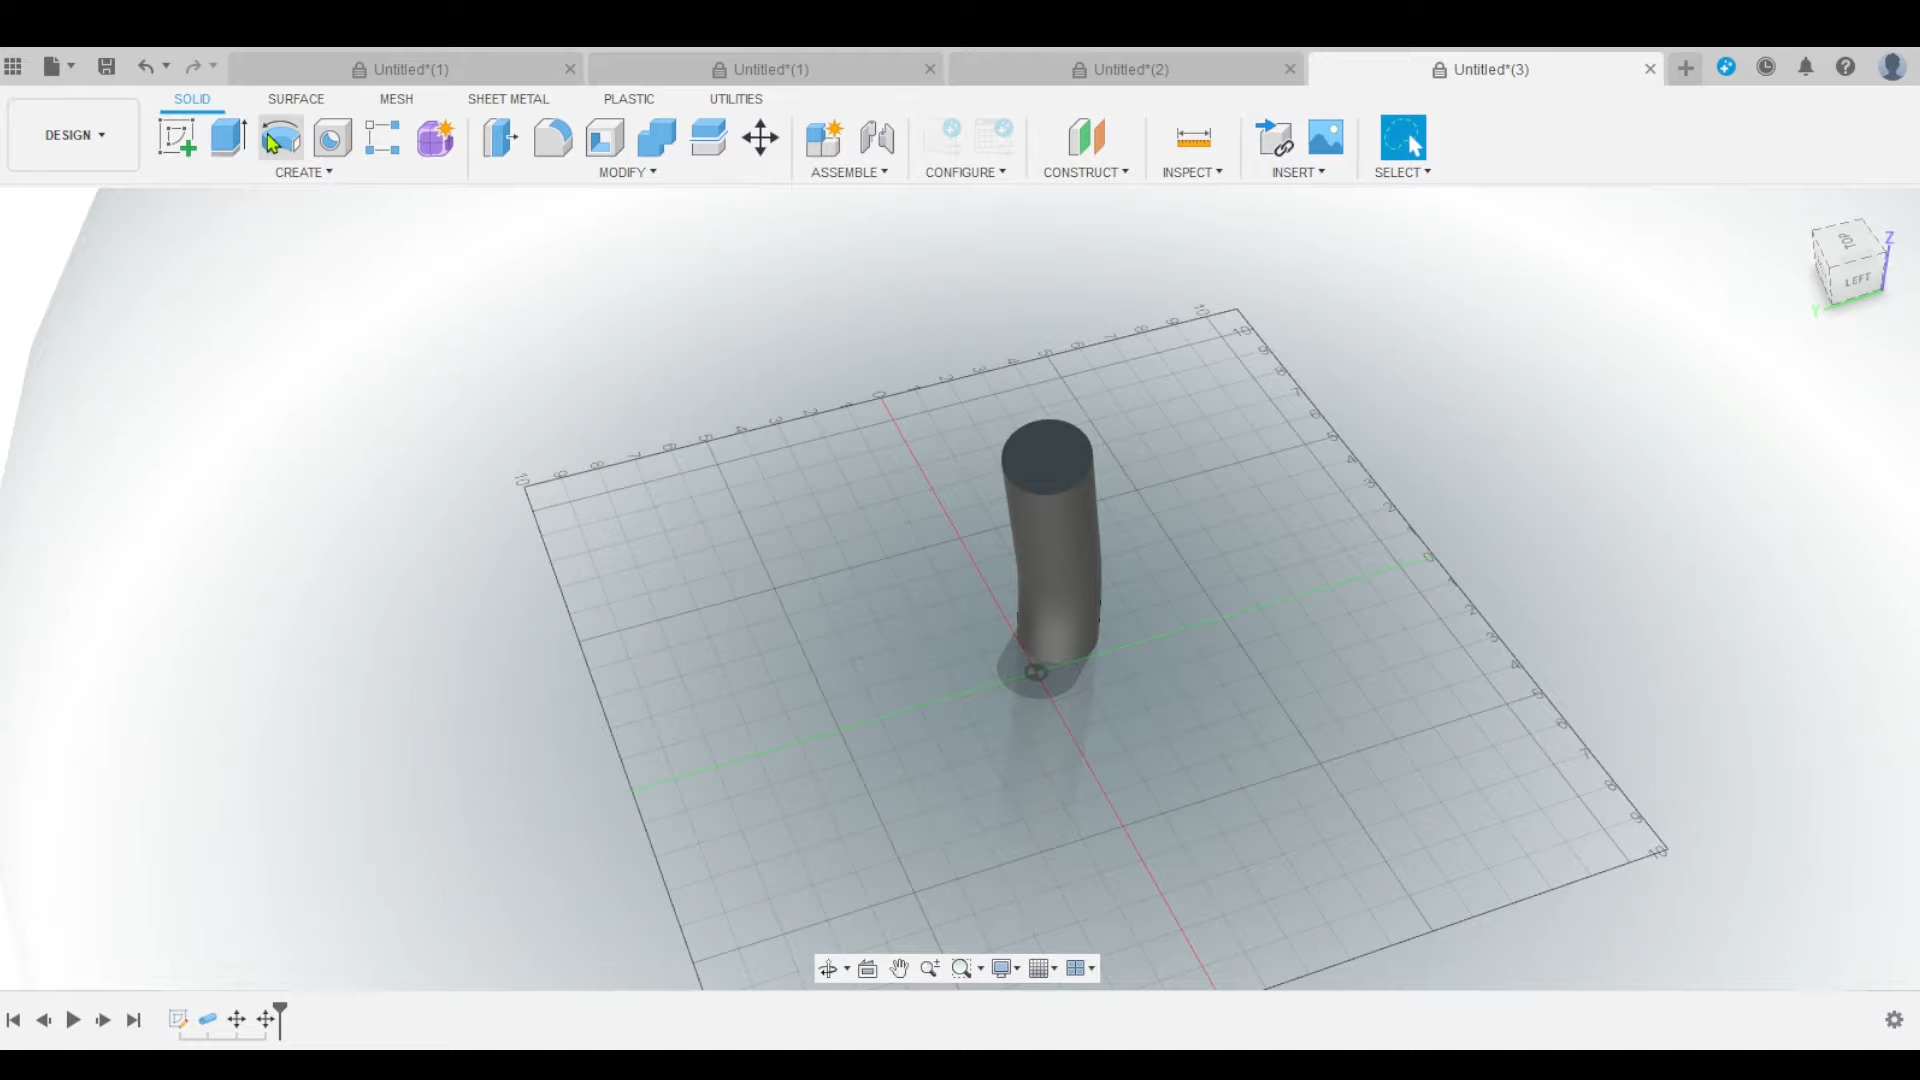 Untitled*(1)
Untitled*(1)
Untitled*(2)
Untitled*(3)
SOLID
SURFACE
MESH
SHEET METAL
PLASTIC
UTILITIES
DESIGN
CREATE
MODIFY
ASSEMBLE
CONFIGURE
CONSTRUCT
INSPECT
INSERT
SELECT
TOP
LEFT
Z
Y